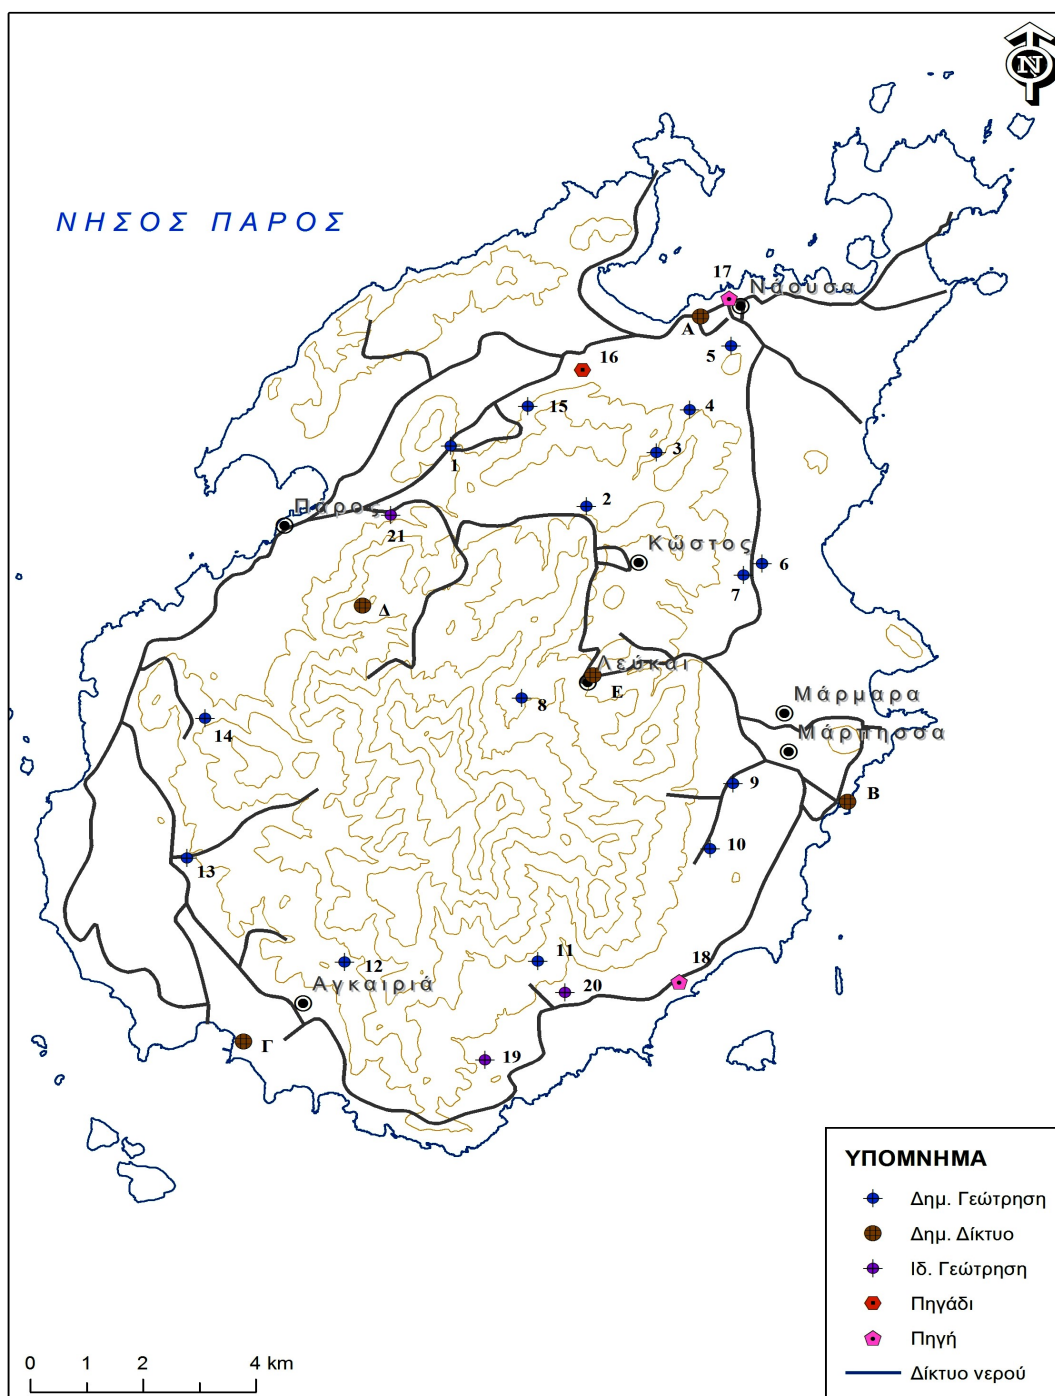 N
ΝΗΣΟΣ ΠΑΡΟΣ
17
Νάουσα
Α
5
16
15
4
1
3
Πάρος
21
2
Κώστος
6
7
Δ
Λεύκαι
Ε
8
14
Μάρμαρα
Μάρπησσα
9
Β
10
13
12
11
18
Αγκαιριά
20
Γ
19
ΥΠΟΜΝΗΜΑ
Δημ. Γεώτρηση
Δημ. Δίκτυο
Ιδ. Γεώτρηση
Πηγάδι
Πηγή
Δίκτυο νερού
0 1 2 4 km